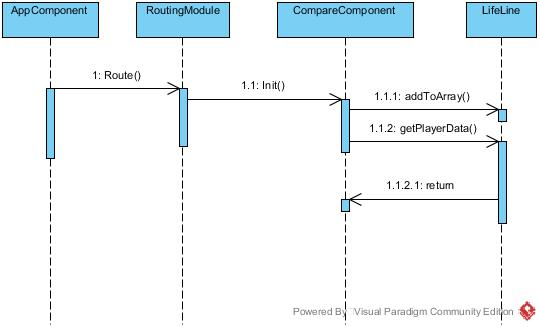 AppComponent
RoutingModule
CompareComponent
LifeLine
1: Route()
1.1: Init()
1.1.1: addToArray()
1.1.2: getPlayerData()
1.1.2.1: return
Powered By Visual Paradigm Community Edition